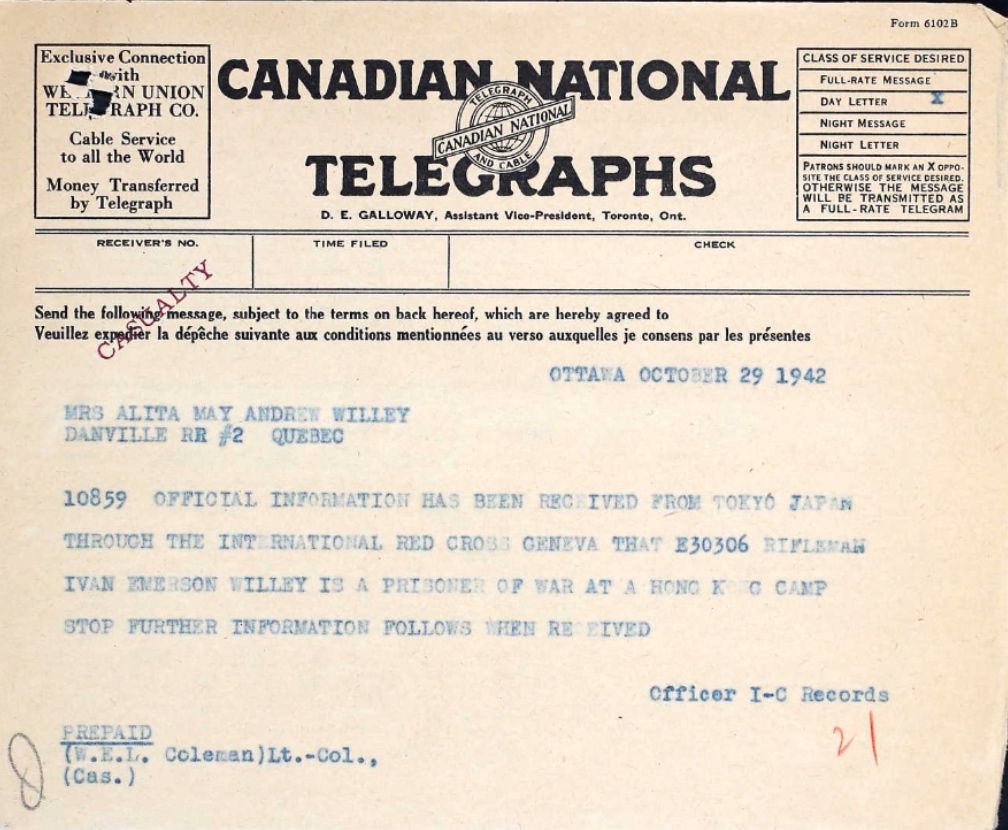 Form 6102B
Exclusive Connection
with
WE RN UNION
TEL RAPH CO.
Cable Service
to all the World
Money Transferred
by Telegraph
CANADIAN NATIONAL
TELEGRAPH
CANADIAN NATIONAL
AND CABLE
TELEGRAPHS
D. E. GALLOWAY, Assistant Vice-President, Toronto, Ont.
CLASS OF SERVICE DESIRED
FULL-RATE MESSAGE
DAY LETTER X
NIGHT MESSAGE
NIGHT LETTER
PATRONS SHOULD MARK AN X OPPO-
SITE THE CLASS OF SERVICE DESIRED.
OTHERWISE THE MESSAGE
WILL BE TRANSMITTED AS
A FULL-RATE TELEGRAM
RECEIVER'S NO. TIME FILED CHECK
CASUALTY
Send the following message, subject to the terms on back hereof, which are hereby agreed to
Veuillez expédier la dépêche suivante aux conditions mentionnées au verso auxquelles je consens par les présentes
OTTAWA OCTOBER 29 1942
MRS ALITA MAY ANDREW WILLEY
DANVILLE RR #2 QUEBEC
10859 OFFICIAL INFORMATION HAS BEEN RECEIVED FROM TOKYO JAPAN
THROUGH THE INTERNATIONAL RED CROSS GENEVA THAT E30306 RIFLEMAN
IVAN EMERSON WILLEY IS A PRISONER OF WAR AT A HONG KONG CAMP
STOP FURTHER INFORMATION FOLLOWS WHEN RECEIVED
Officer I-C Records
PREPAID
(W.E.L. Coleman)Lt.-Col.,
(Cas.)
21